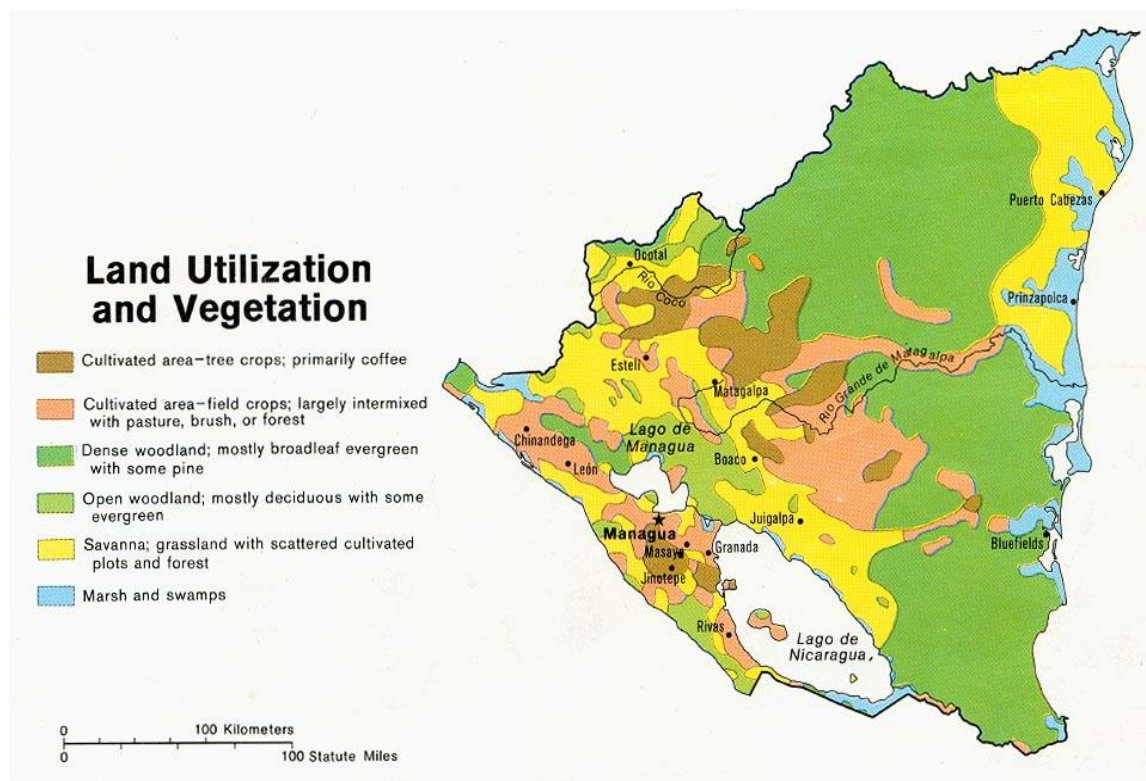 Land Utilization
and Vegetation
Cultivated area-tree crops; primarily coffee
Cultivated area-field crops; largely intermixed
with pasture, brush, or forest
Dense woodland; mostly broadleaf evergreen
with some pine
Open woodland; mostly deciduous with some
evergreen
Savanna; grassland with scattered cultivated
plots and forest
Marsh and swamps
0 100 Kilometers
0 100 Statute Miles
Puerto Cabezas
Ocotal
Rio Coco
Prinzapolca
Estelí
Matagalpa
Rio Grande de Matagalpa
Chinandega
Lago de
Managua
León
Boaco
Juigalpa
Managua
Masaya
Granada
Bluefields
Jinotepe
Rivas
Lago de
Nicaragua